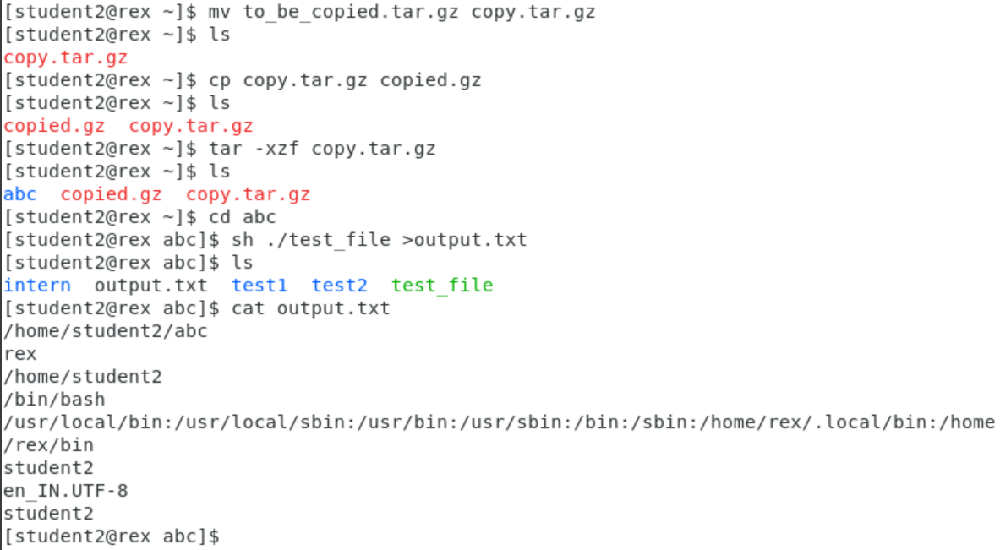 [student2@rex ~]$ mv to_be_copied.tar.gz copy.tar.gz
[student2@rex ~]$ ls
copy.tar.gz
[student2@rex ~]$ cp copy.tar.gz copied.gz
[student2@rex ~]$ ls
copied.gz  copy.tar.gz
[student2@rex ~]$ tar -xzf copy.tar.gz
[student2@rex ~]$ ls
abc  copied.gz  copy.tar.gz
[student2@rex ~]$ cd abc
[student2@rex abc]$ sh ./test_file >output.txt
[student2@rex abc]$ ls
intern  output.txt  test1  test2  test_file
[student2@rex abc]$ cat output.txt
/home/student2/abc
rex
/home/student2
/bin/bash
/usr/local/bin:/usr/local/sbin:/usr/bin:/usr/sbin:/bin:/sbin:/home/rex/.local/bin:/home
/rex/bin
student2
en_IN.UTF-8
student2
[student2@rex abc]$